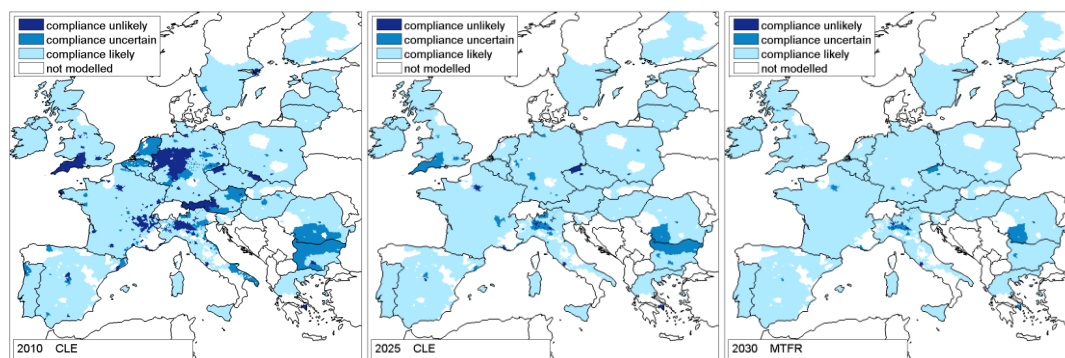 compliance unlikely
compliance uncertain
compliance likely
not modelled
2010 CLE
compliance unlikely
compliance uncertain
compliance likely
not modelled
2025 CLE
compliance unlikely
compliance uncertain
compliance likely
not modelled
2030 MTFR